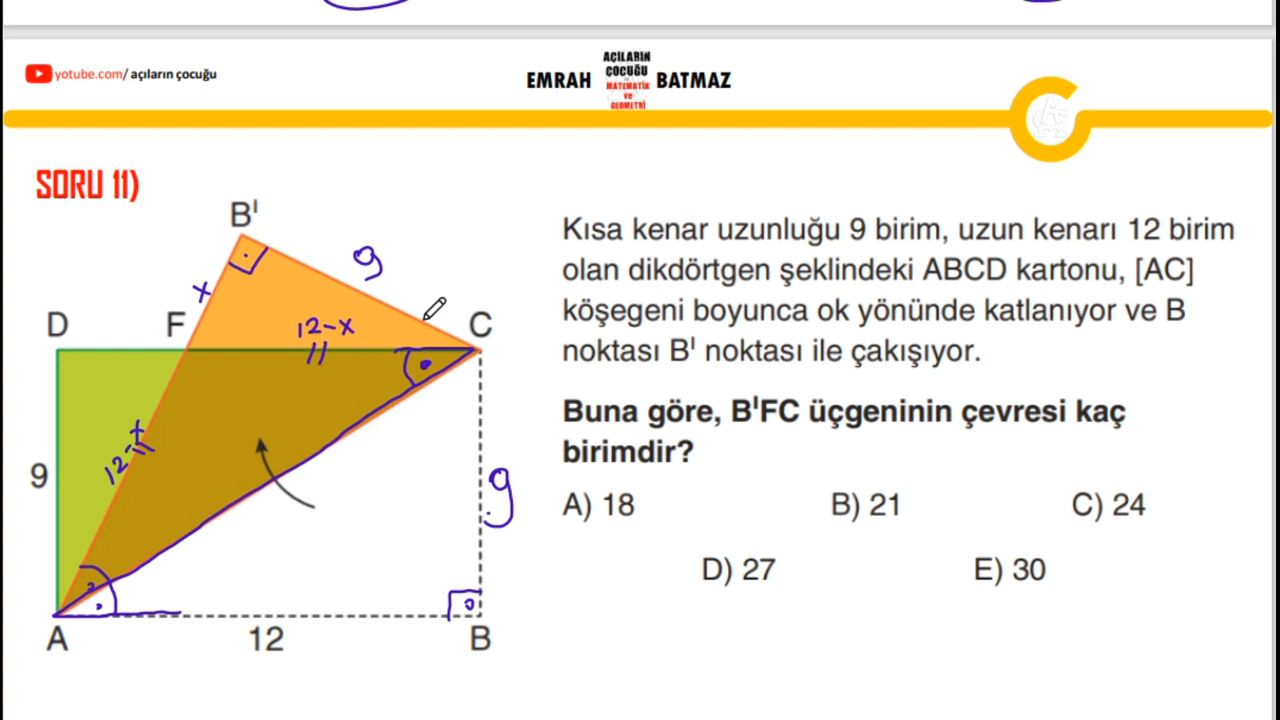 yotube.com/ açıların çocuğu
EMRAH
AÇILARIN
ÇOCUĞU
MATEMATİK
ve
GEOMETRİ
BATMAZ
SORU 11)
B'
9
x
D
F
12-x
C
12-x
9
9
A
12
B
Kısa kenar uzunluğu 9 birim, uzun kenarı 12 birim
olan dikdörtgen şeklindeki ABCD kartonu, [AC]
köşegeni boyunca ok yönünde katlanıyor ve B
noktası B' noktası ile çakışıyor.
Buna göre, B'FC üçgeninin çevresi kaç
birimdir?
A) 18 B) 21 C) 24
D) 27 E) 30